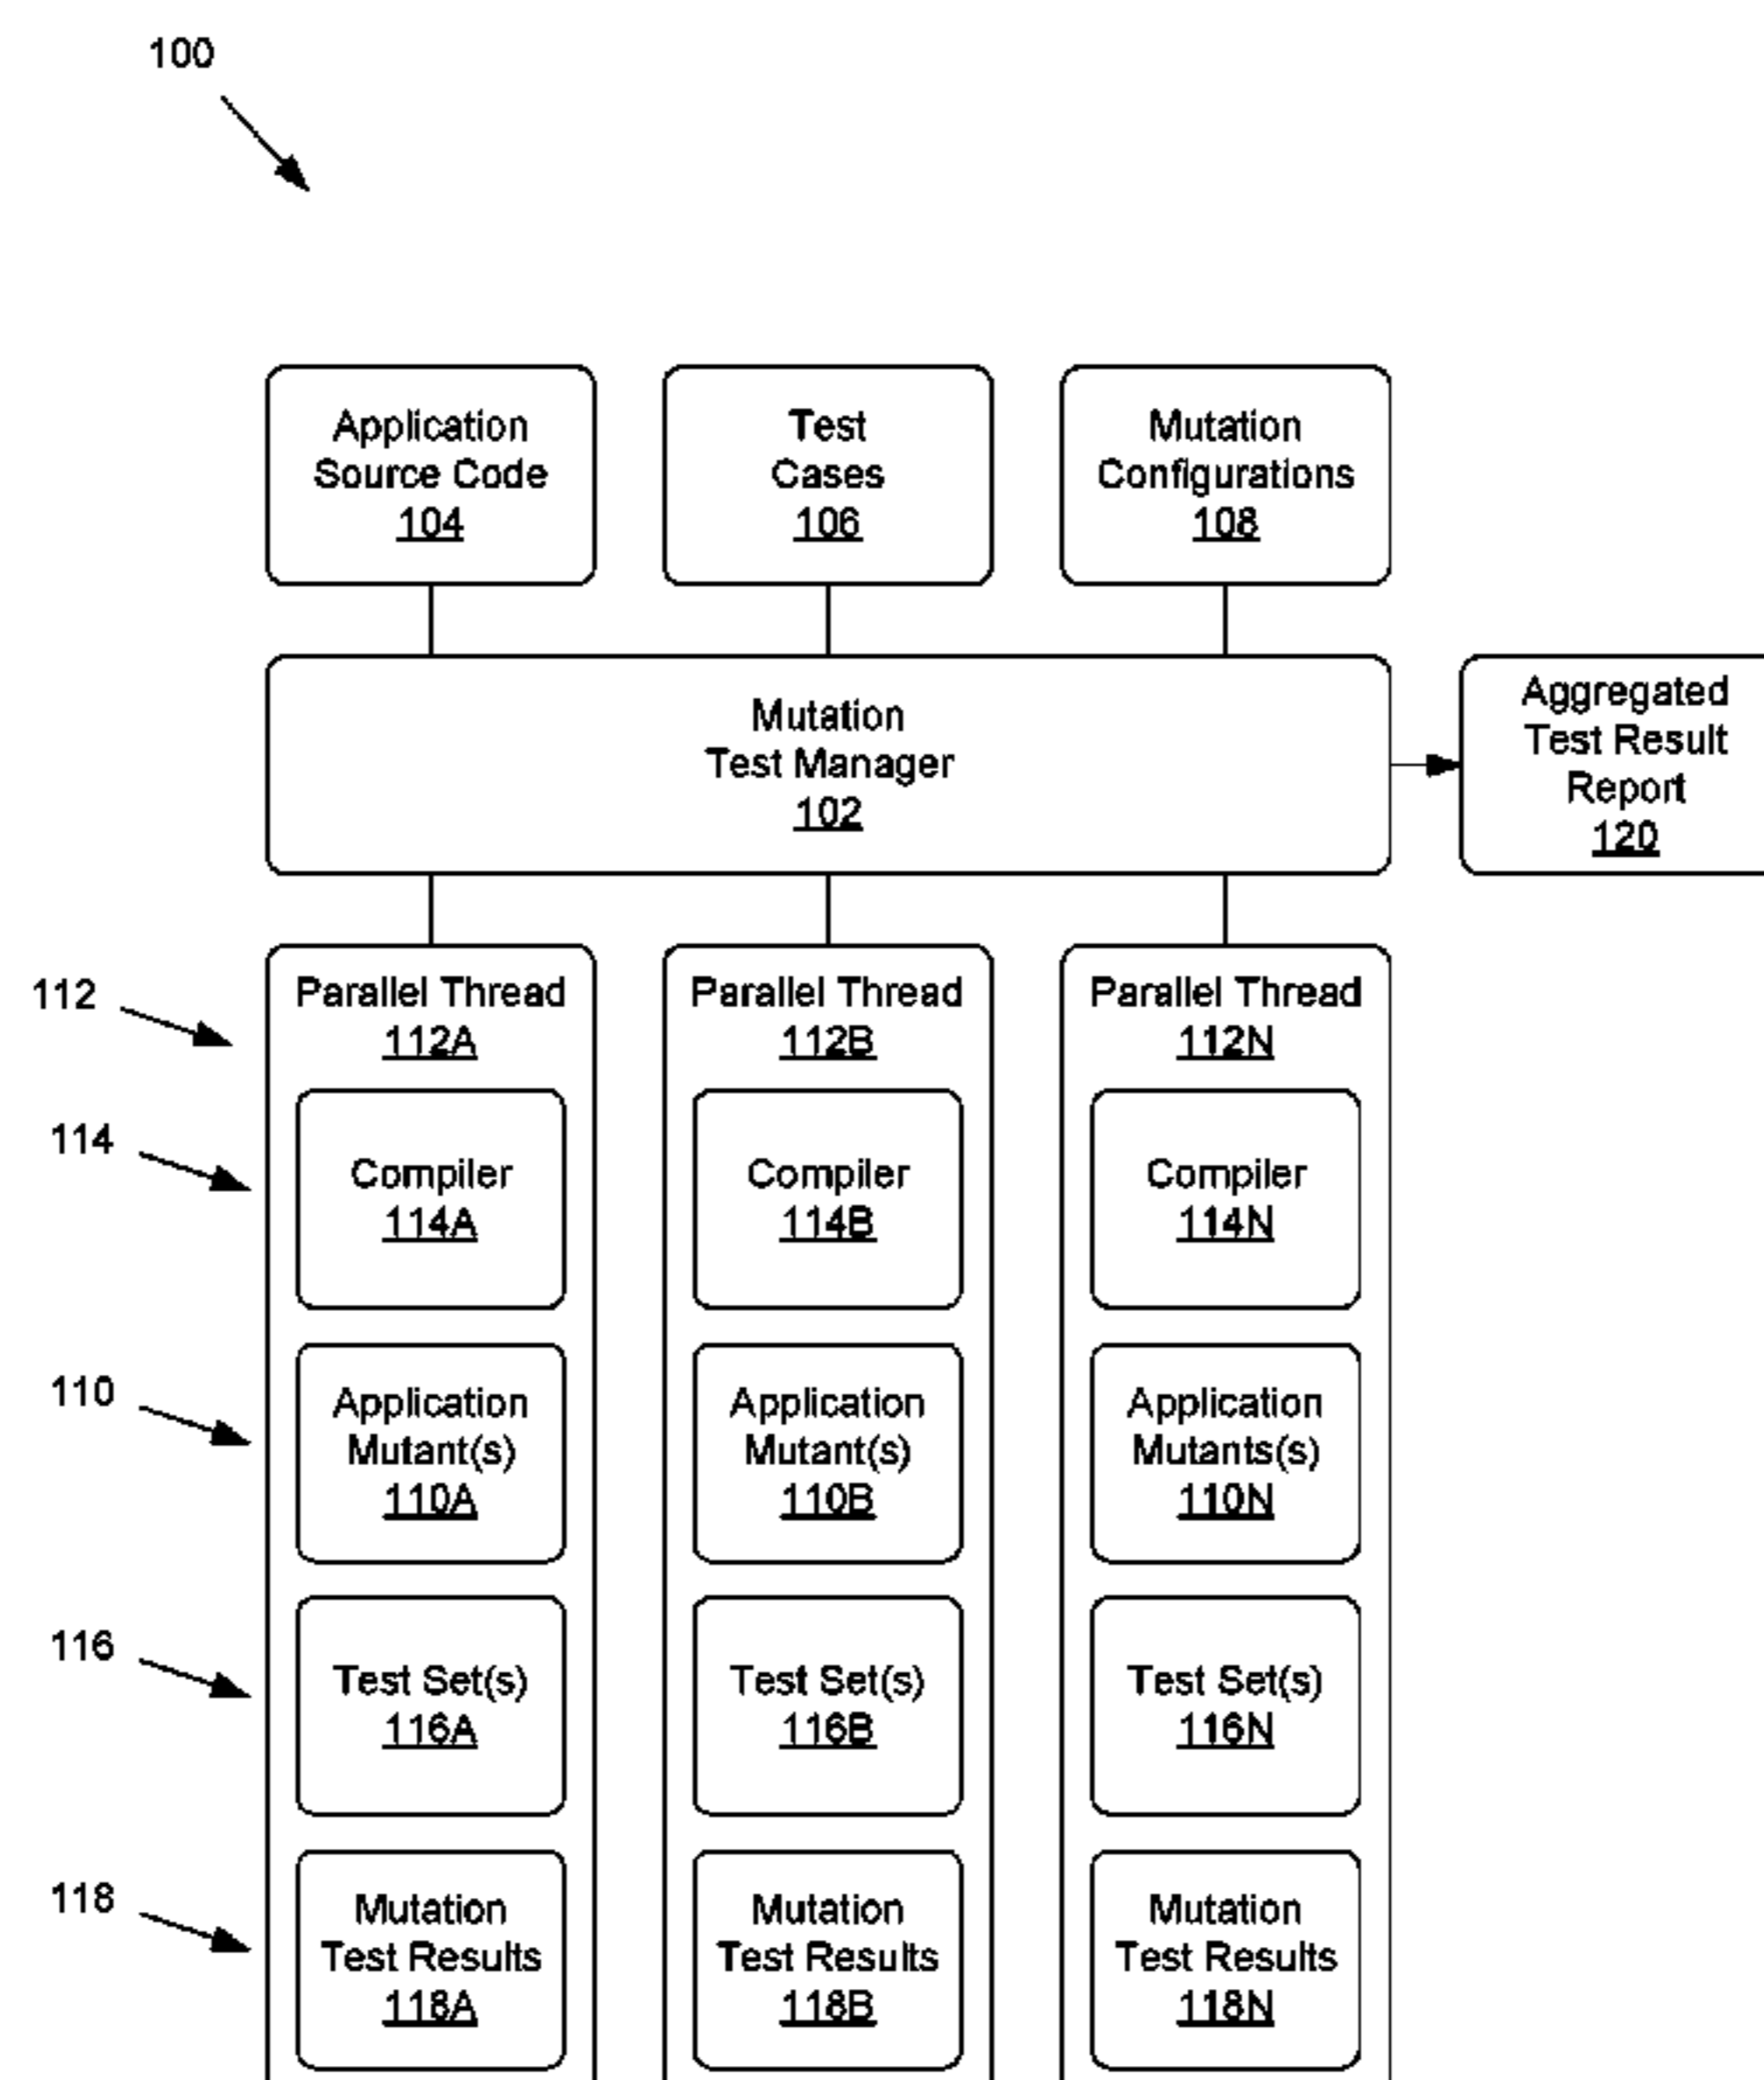 100
Application
Source Code
104
Test
Cases
106
Mutation
Configurations
108
Mutation
Test Manager
102
Aggregated
Test Result
Report
120
112
Parallel Thread
112A
Parallel Thread
112B
Parallel Thread
112N
114
Compiler
114A
Compiler
114B
Compiler
114N
110
Application
Mutant(s)
110A
Application
Mutant(s)
110B
Application
Mutants(s)
110N
116
Test Set(s)
116A
Test Set(s)
116B
Test Set(s)
116N
118
Mutation
Test Results
118A
Mutation
Test Results
118B
Mutation
Test Results
118N